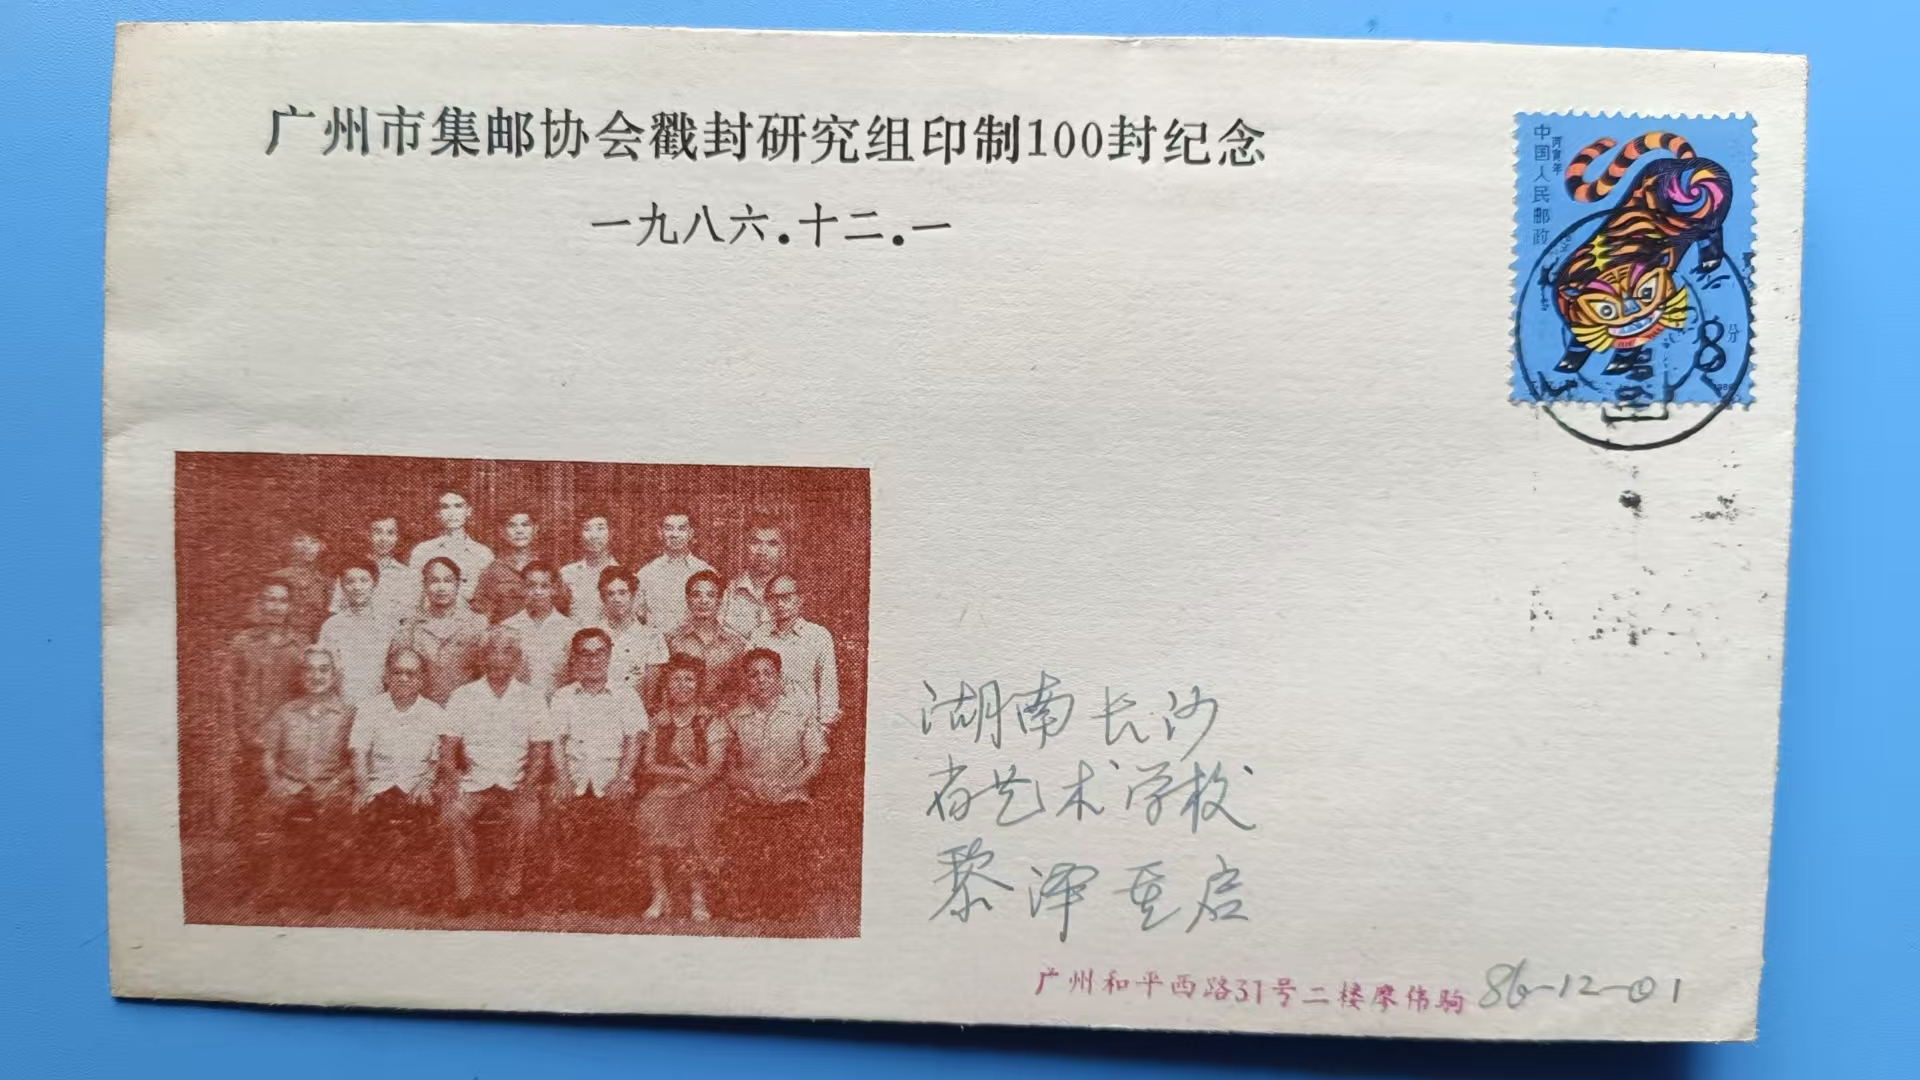 广州市集邮协会戳封研究组印制100封纪念
一九八六.十二.一
中国人民邮政
丙寅年
8分
湖南长沙
省艺术学校
黎泽重启
广州和平西路31号二楼廖伟驹 86-12-01